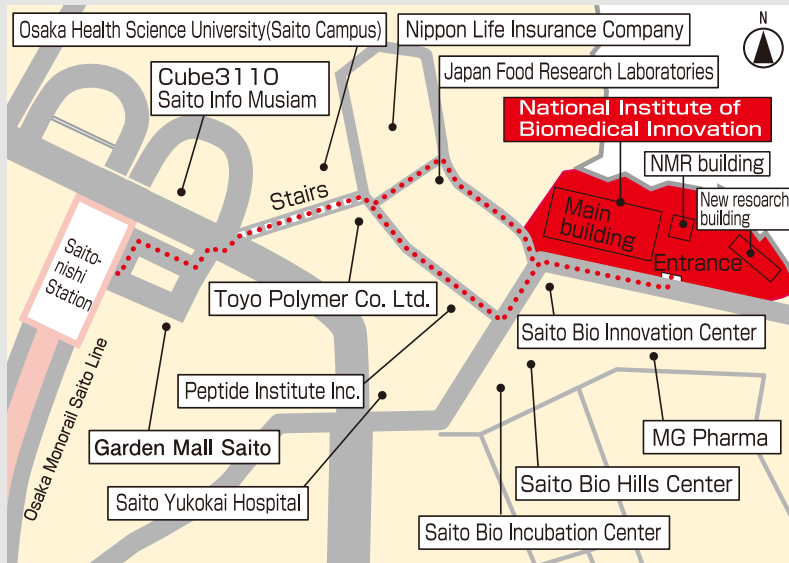 Osaka Health Science University(Saito Campus)
Nippon Life Insurance Company
N
Cube3110
Saito Info Musiam
Japan Food Research Laboratories
National Institute of
Biomedical Innovation
NMR building
New resoarch
building
Stairs
Main
building
Saito-
nishi
Station
Entrance
Toyo Polymer Co. Ltd.
Saito Bio Innovation Center
Peptide Institute Inc.
Osaka Monorail Saito Line
Garden Mall Saito
MG Pharma
Saito Bio Hills Center
Saito Yukokai Hospital
Saito Bio Incubation Center